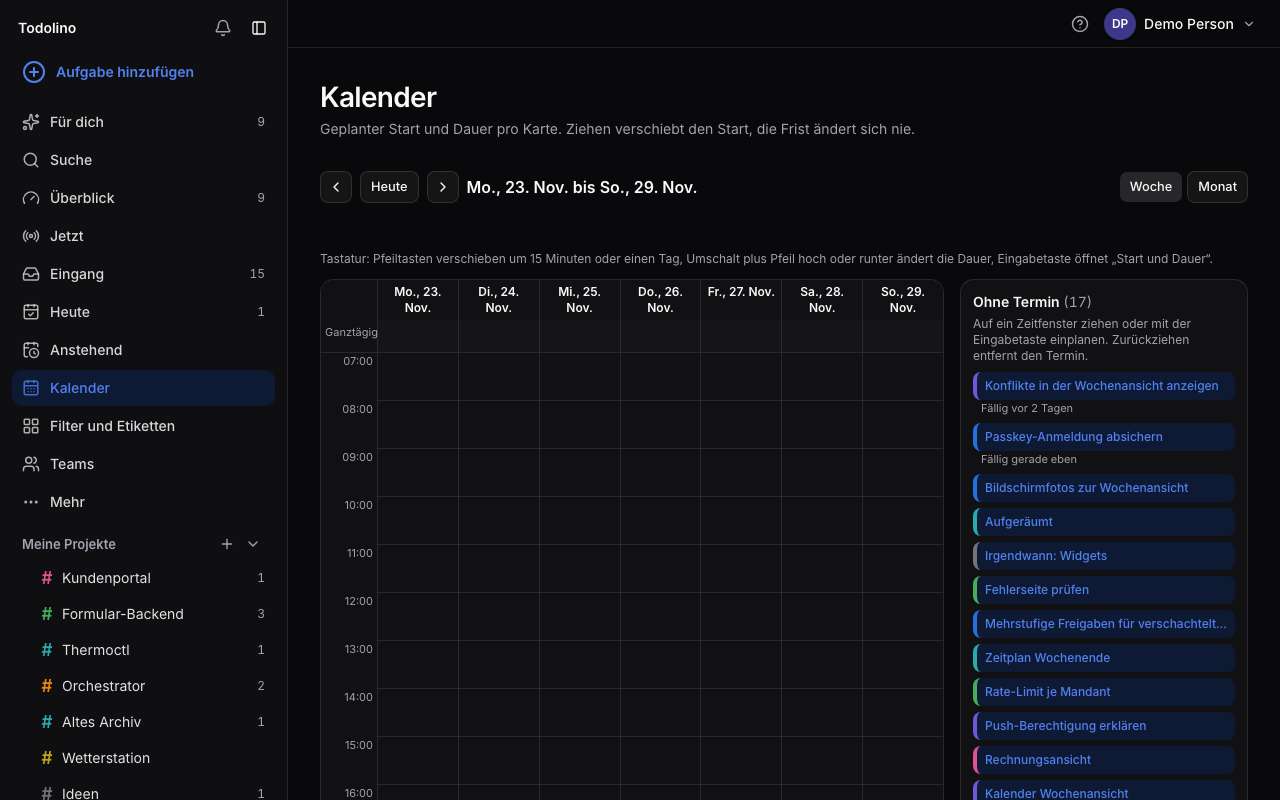 Todolino
Aufgabe hinzufügen
Für dich 9
Suche
Überblick 9
Jetzt
Eingang 15
Heute 1
Anstehend
Kalender
Filter und Etiketten
Teams
Mehr
Meine Projekte
# Kundenportal 1
# Formular-Backend 3
# Thermoctl 1
# Orchestrator 2
# Altes Archiv 1
# Wetterstation
# Ideen 1
DP Demo Person
Kalender
Geplanter Start und Dauer pro Karte. Ziehen verschiebt den Start, die Frist ändert sich nie.
Heute
Mo., 23. Nov. bis So., 29. Nov.
Woche
Monat
Tastatur: Pfeiltasten verschieben um 15 Minuten oder einen Tag, Umschalt plus Pfeil hoch oder runter ändert die Dauer, Eingabetaste öffnet „Start und Dauer“.
Mo., 23. Nov.
Di., 24. Nov.
Mi., 25. Nov.
Do., 26. Nov.
Fr., 27. Nov.
Sa., 28. Nov.
So., 29. Nov.
Ganztägig
07:00
08:00
09:00
10:00
11:00
12:00
13:00
14:00
15:00
16:00
Ohne Termin (17)
Auf ein Zeitfenster ziehen oder mit der
Eingabetaste einplanen. Zurückziehen
entfernt den Termin.
Konflikte in der Wochenansicht anzeigen
Fällig vor 2 Tagen
Passkey-Anmeldung absichern
Fällig gerade eben
Bildschirmfotos zur Wochenansicht
Aufgeräumt
Irgendwann: Widgets
Fehlerseite prüfen
Mehrstufige Freigaben für verschachtelt...
Zeitplan Wochenende
Rate-Limit je Mandant
Push-Berechtigung erklären
Rechnungsansicht
Kalender Wochenansicht